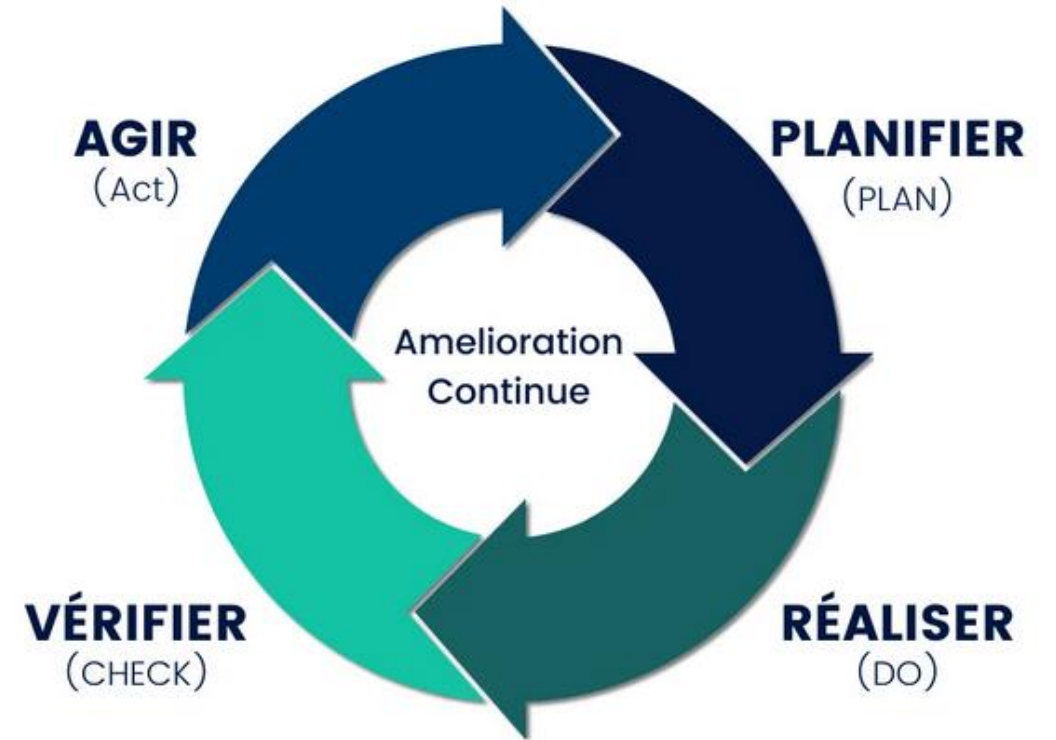 AGIR
(Act)
PLANIFIER
(PLAN)
Amelioration
Continue
VÉRIFIER
(CHECK)
RÉALISER
(DO)